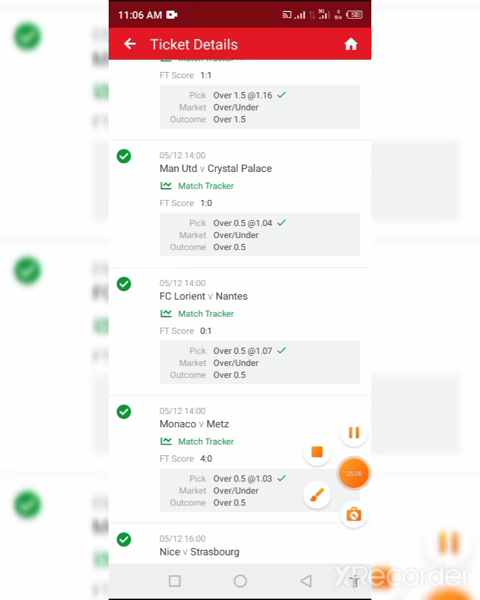 11:06 AM
Ticket Details
Match Tracker
FT Score 1:1
Pick Over 1.5 @1.16
Market Over/Under
Outcome Over 1.5
05/12 14:00
Man Utd v Crystal Palace
Match Tracker
FT Score 1:0
Pick Over 0.5 @1.04
Market Over/Under
Outcome Over 0.5
05/12 14:00
FC Lorient v Nantes
Match Tracker
FT Score 0:1
Pick Over 0.5 @1.07
Market Over/Under
Outcome Over 0.5
05/12 14:00
Monaco v Metz
Match Tracker
FT Score 4:0
Pick Over 0.5 @1.03
Market Over/Under
Outcome Over 0.5
26:06
05/12 16:00
Nice v Strasbourg
XRecorder